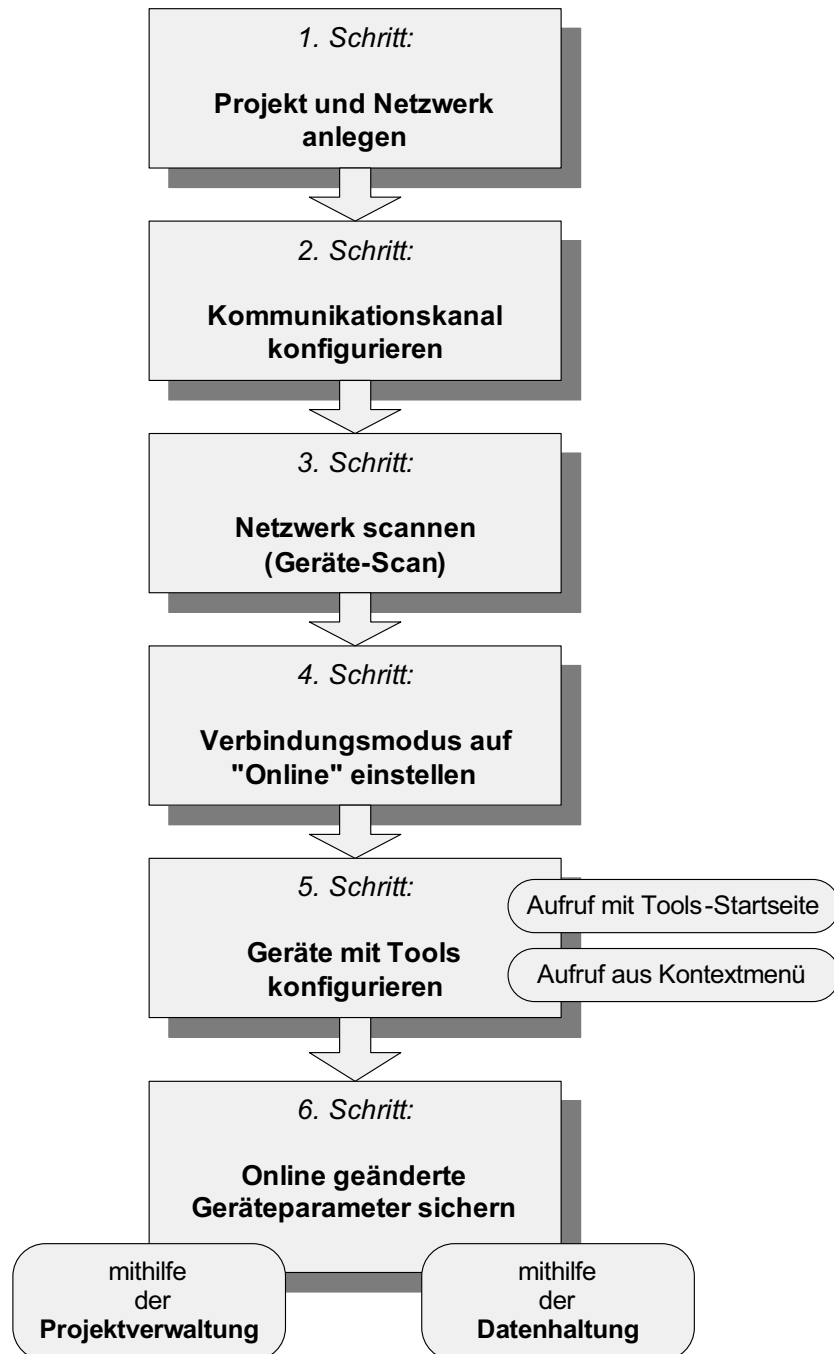 1. Schritt:
Projekt und Netzwerk
anlegen
2. Schritt:
Kommunikationskanal
konfigurieren
3. Schritt:
Netzwerk scannen
(Geräte-Scan)
4. Schritt:
Verbindungsmodus auf
"Online" einstellen
5. Schritt:
Geräte mit Tools
konfigurieren
Aufruf mit Tools-Startseite
Aufruf aus Kontextmenü
6. Schritt:
Online geänderte
Geräteparameter sichern
mithilfe
der
Projektverwaltung
mithilfe
der
Datenhaltung